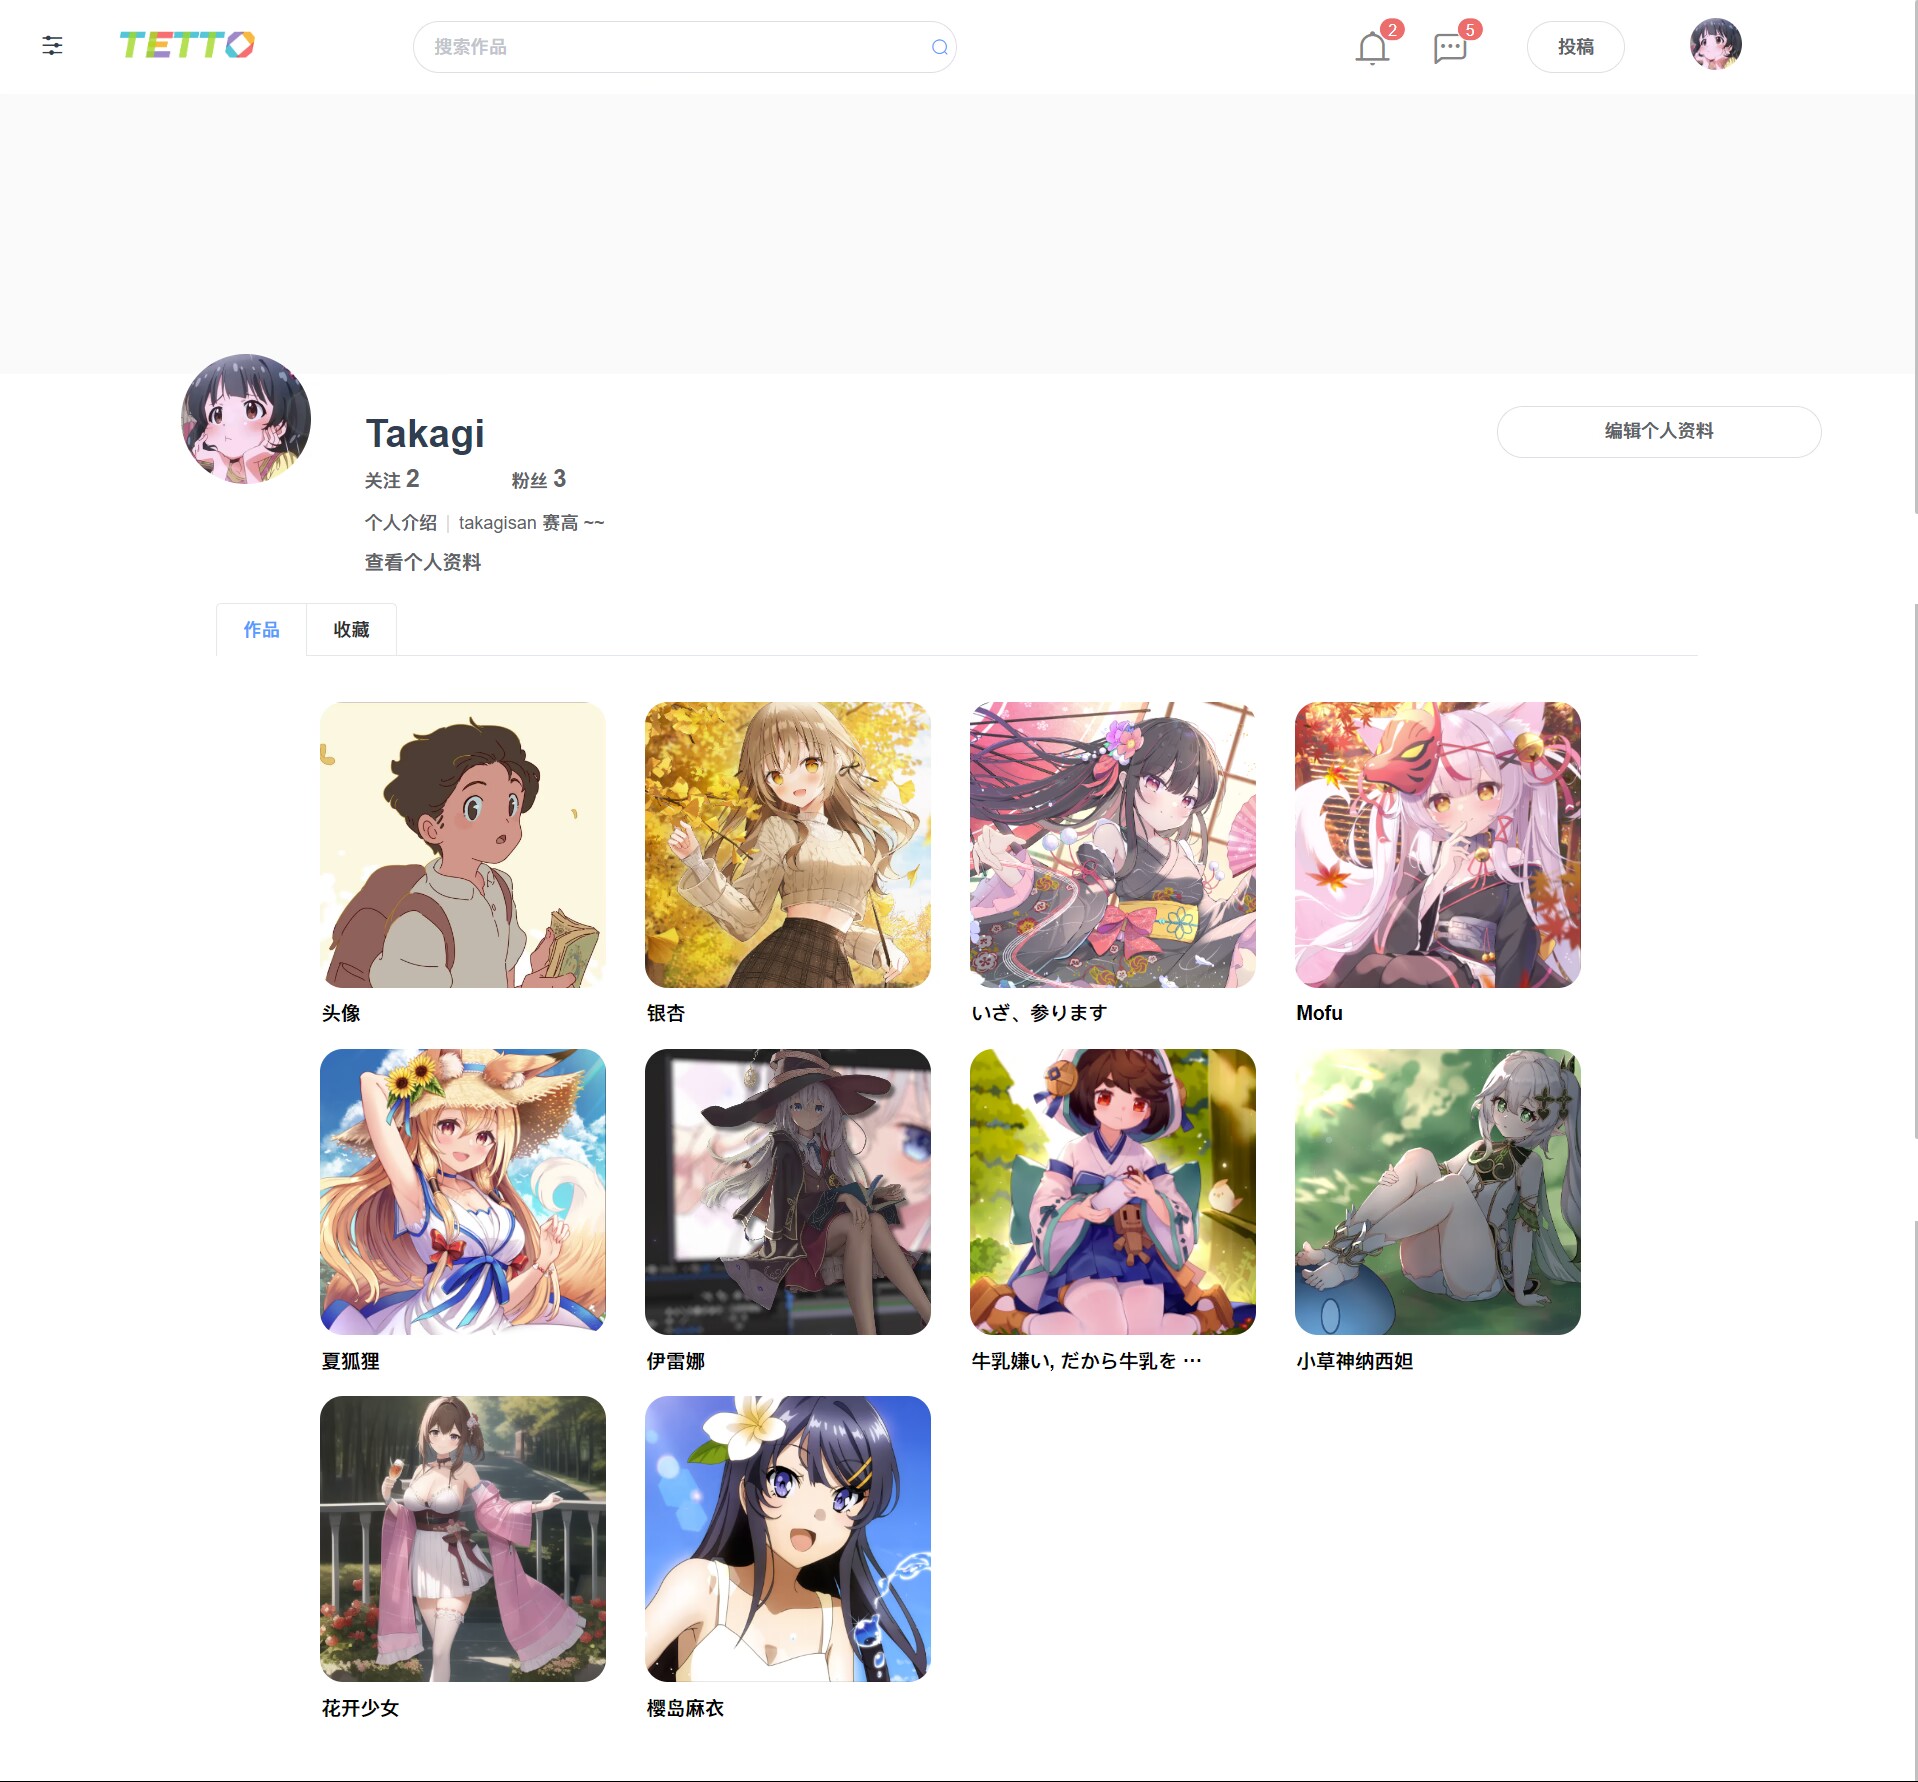 TETTO
搜索作品
2
5
投稿
Takagi
编辑个人资料
关注 2
粉丝 3
个人介绍 | takagisan 赛高 ~~
查看个人资料
作品
收藏
头像
银杏
いざ、参ります
Mofu
夏狐狸
伊雷娜
牛乳嫌い, だから牛乳を …
小草神纳西妲
花开少女
樱岛麻衣